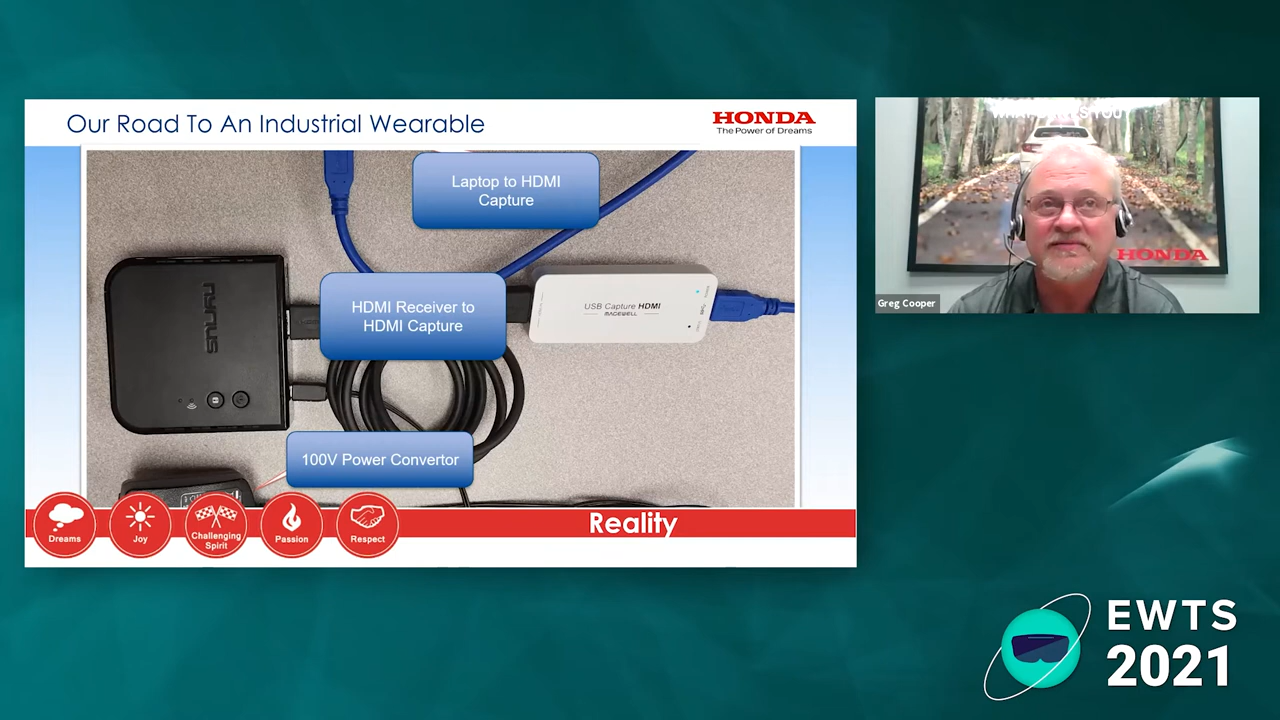 Our Road To An Industrial Wearable
HONDA
The Power of Dreams
Laptop to HDMI
Capture
HDMI Receiver to
HDMI Capture
USB Capture HDMI
MAGEWELL
100V Power Convertor
Dreams
Joy
Challenging
Spirit
Passion
Respect
Reality
HONDA
Greg Cooper
EWTS
2021